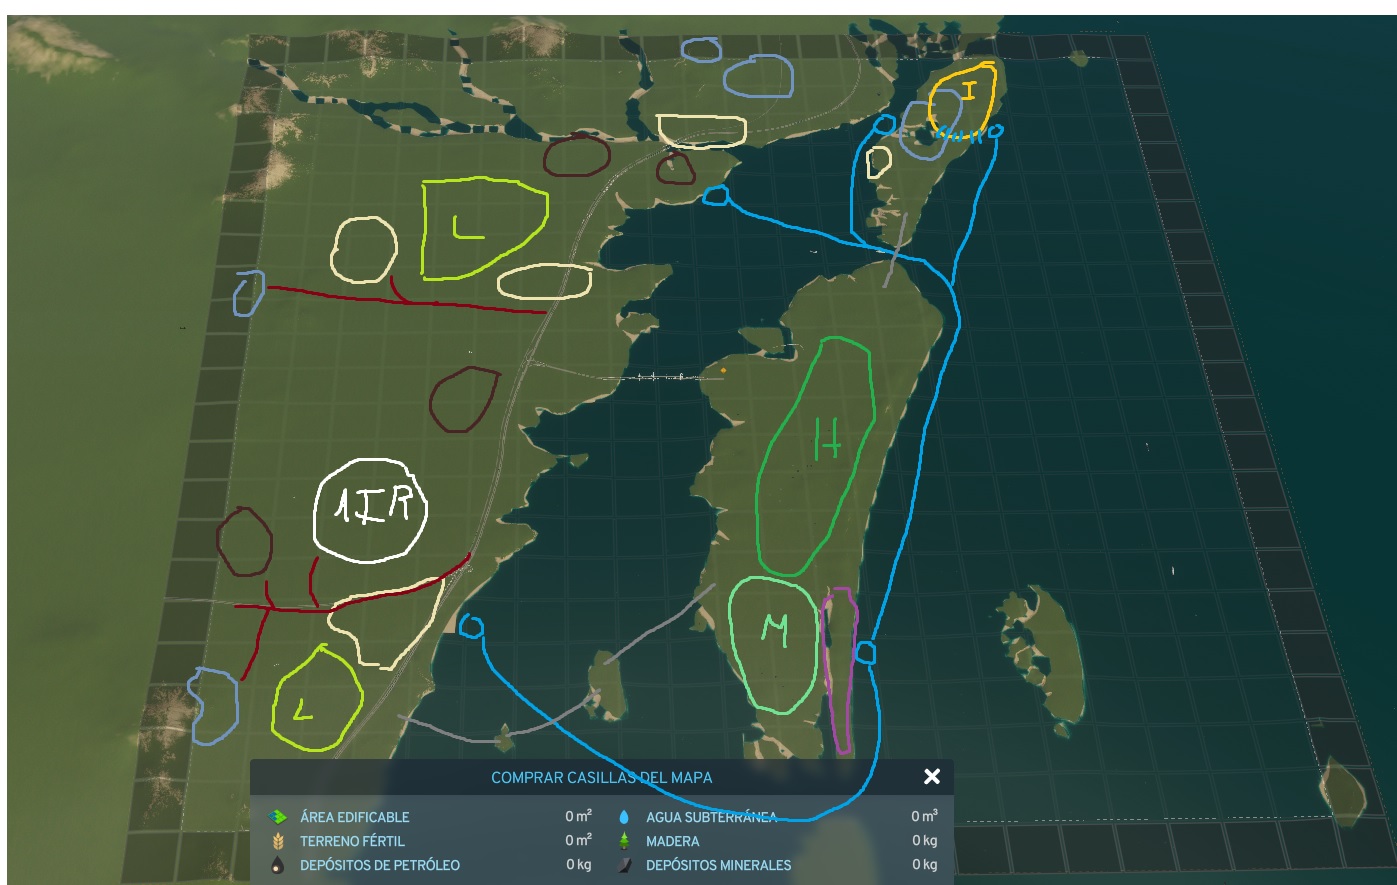 I
L
H
1IR
M
L
COMPRAR CASILLAS DEL MAPA
ÁREA EDIFICABLE 0 m² AGUA SUBTERRÁNEA 0 m³
TERRENO FÉRTIL 0 m² MADERA 0 kg
DEPÓSITOS DE PETRÓLEO 0 kg DEPÓSITOS MINERALES 0 kg